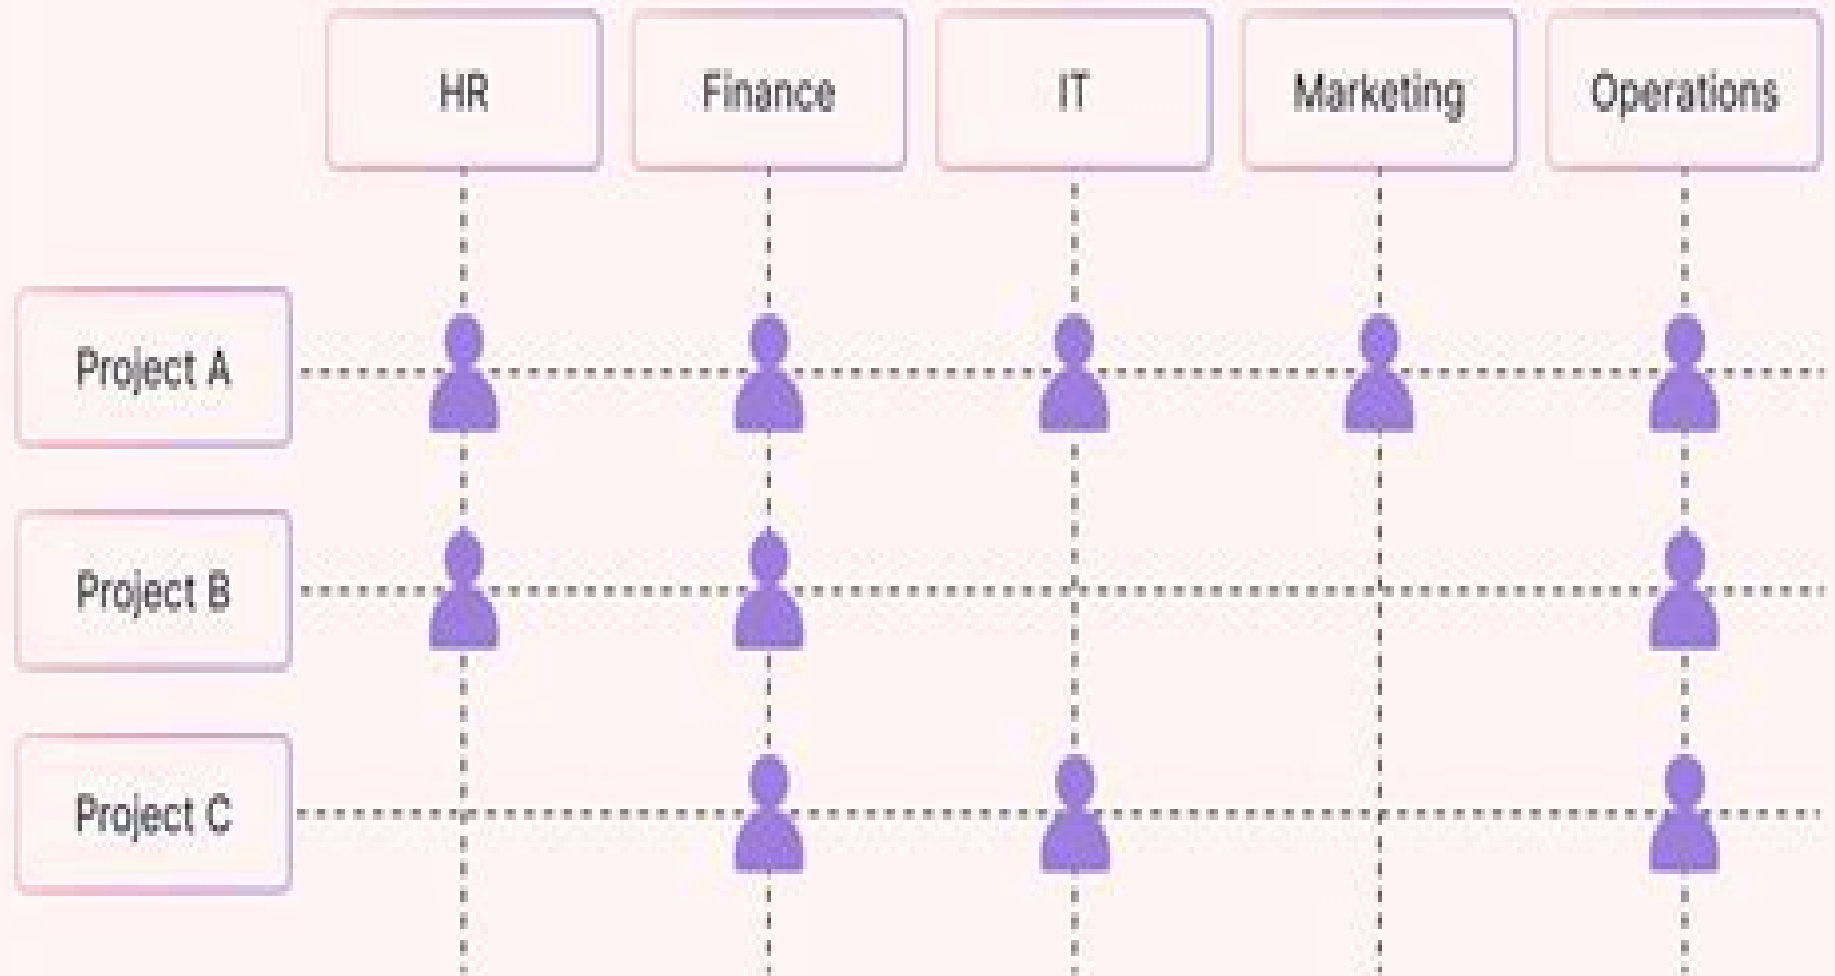 HR
Finance
IT
Marketing
Operations
Project A
Project B
Project C